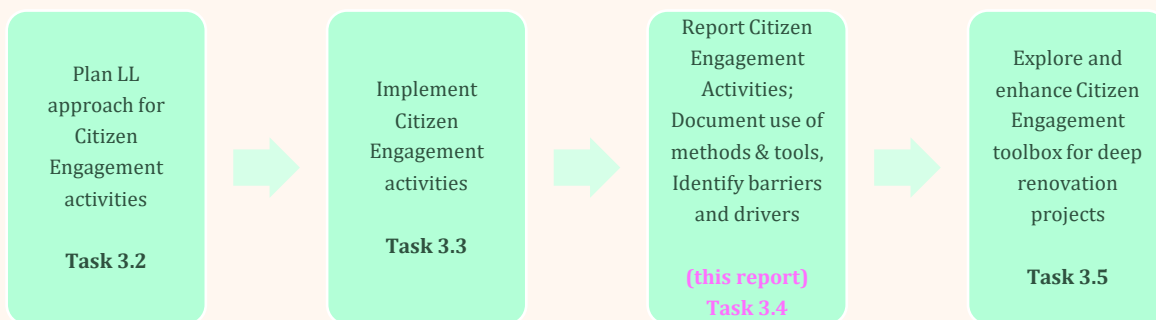 Plan LL
approach for
Citizen
Engagement
activities
Task 3.2
Implement
Citizen
Engagement
activities
Task 3.3
Report Citizen
Engagement
Activities;
Document use of
methods & tools,
Identify barriers
and drivers
(this report)
Task 3.4
Explore and
enhance Citizen
Engagement
toolbox for deep
renovation
projects
Task 3.5